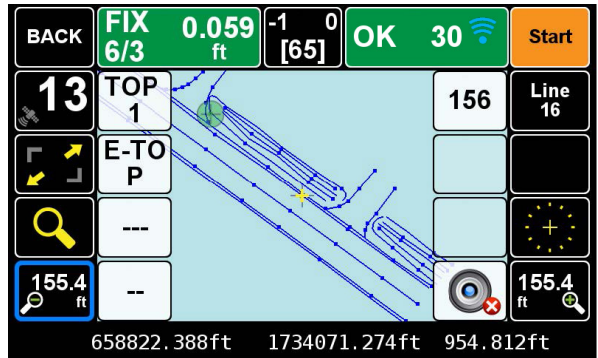 BACK
FIX 0.059
6/3 ft
-1 0
[65]
OK 30
Start
13
TOP
1
156
Line
16
E-TO
P
---
155.4
ft
--
155.4
ft
658822.388ft 1734071.274ft 954.812ft